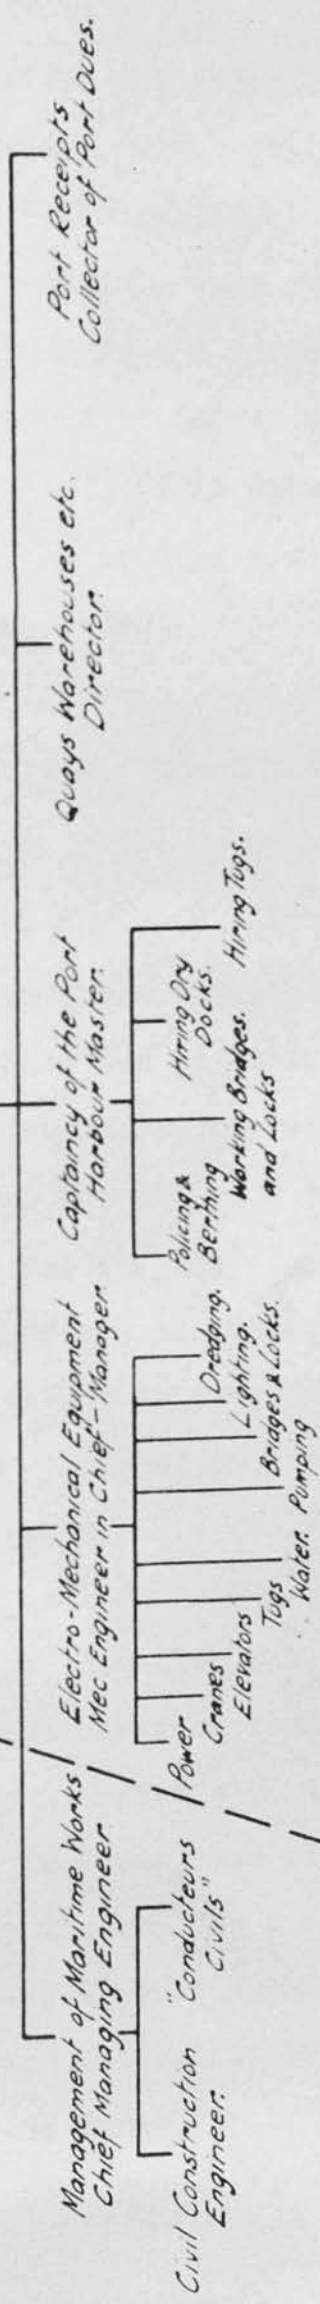 Management of Maritime Works
Chief Managing Engineer
Civil Construction
Engineer.
"Conducteurs
Civils"
Electro-Mechanical Equipment
Mec Engineer in Chief-Manager.
Power
Cranes
Elevators
Tugs
Water.
Pumping
Bridges & Locks.
Lighting.
Dredging.
Captaincy of the Port
Harbour Master.
Policing &
Berthing
Working Bridges.
and Locks
Hiring Dry
Docks.
Hiring Tugs.
Quays Warehouses etc.
Director.
Port Receipts
Collector of Port Dues.